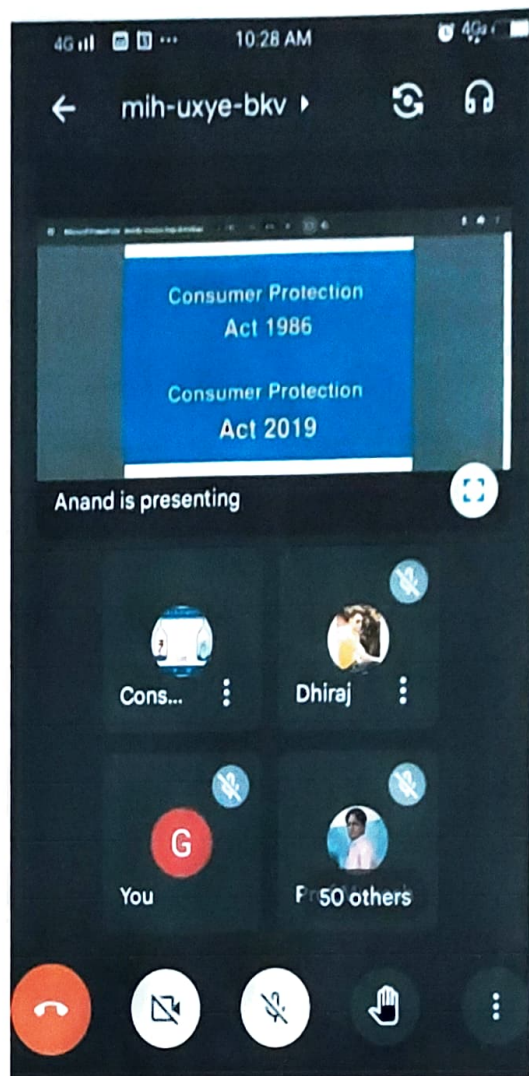 4G 10:28 AM 4G
mih-uxye-bkv
Consumer Protection
Act 1986
Consumer Protection
Act 2019
Anand is presenting
Cons...
Dhiraj
G
You
50 others